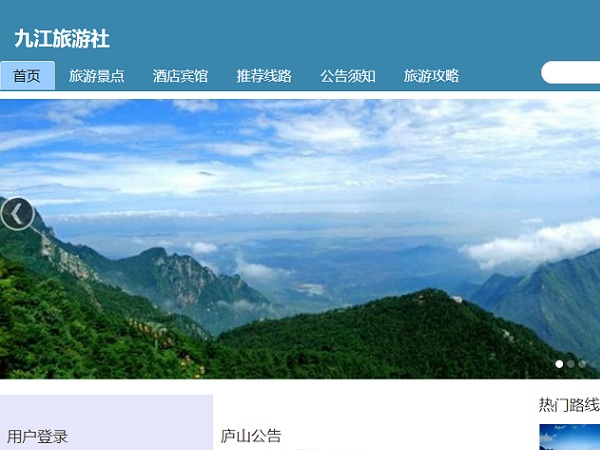 九江旅游社
首页 旅游景点 酒店宾馆 推荐线路 公告须知 旅游攻略
热门路线
用户登录
庐山公告